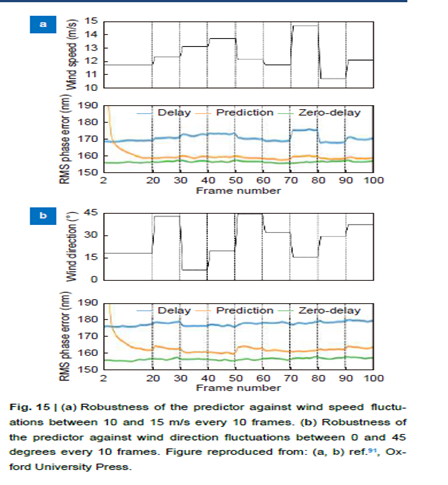 a
Wind speed (m/s)
15
14
13
12
11
10
RMS phase error (nm)
190
180
170
160
150
Delay Prediction Zero-delay
2 20 30 40 50 60 70 80 90 100
Frame number
b
Wind direction (°)
45
30
15
0
RMS phase error (nm)
190
180
170
160
150
Delay Prediction Zero-delay
2 20 30 40 50 60 70 80 90 100
Frame number
Fig. 15 | (a) Robustness of the predictor against wind speed fluctu-
ations between 10 and 15 m/s every 10 frames. (b) Robustness of
the predictor against wind direction fluctuations between 0 and 45
degrees every 10 frames. Figure reproduced from: (a, b) ref.⁹¹, Ox-
ford University Press.